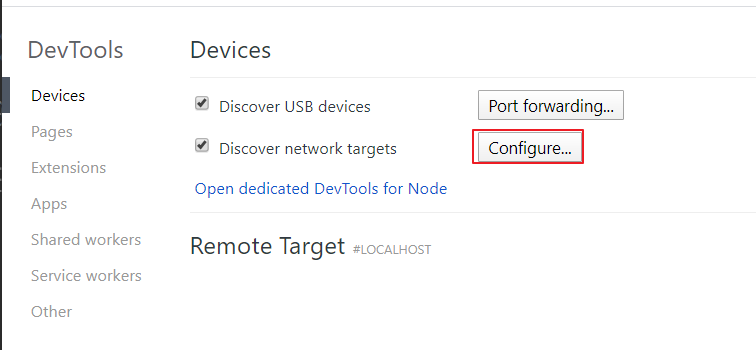 DevTools
Devices
Pages
Extensions
Apps
Shared workers
Service workers
Other
Devices
Discover USB devices Port forwarding...
Discover network targets Configure...
Open dedicated DevTools for Node
Remote Target #LOCALHOST